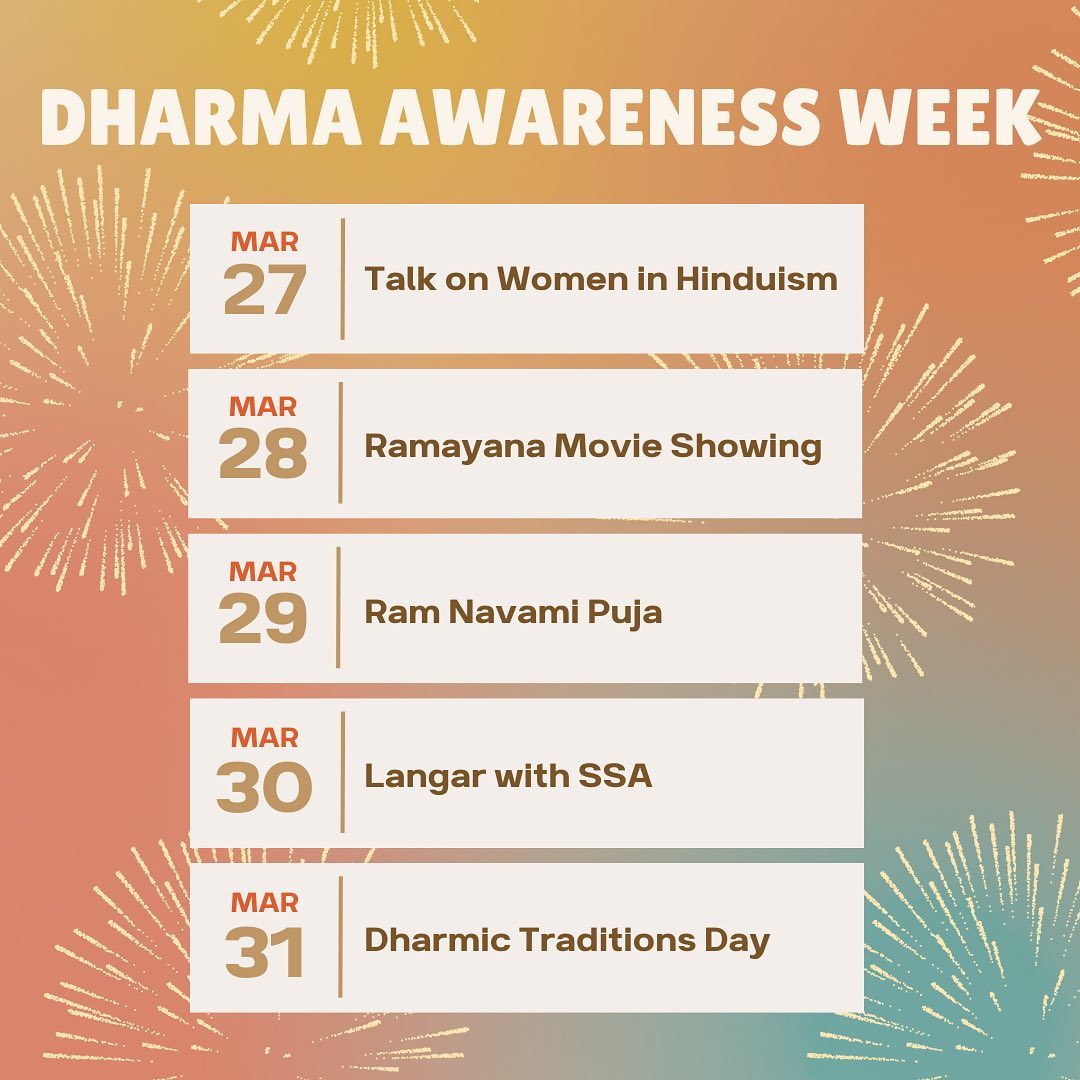 DHARMA AWARENESS WEEK
MAR
27
Talk on Women in Hinduism
MAR
28
Ramayana Movie Showing
MAR
29
Ram Navami Puja
MAR
30
Langar with SSA
MAR
31
Dharmic Traditions Day